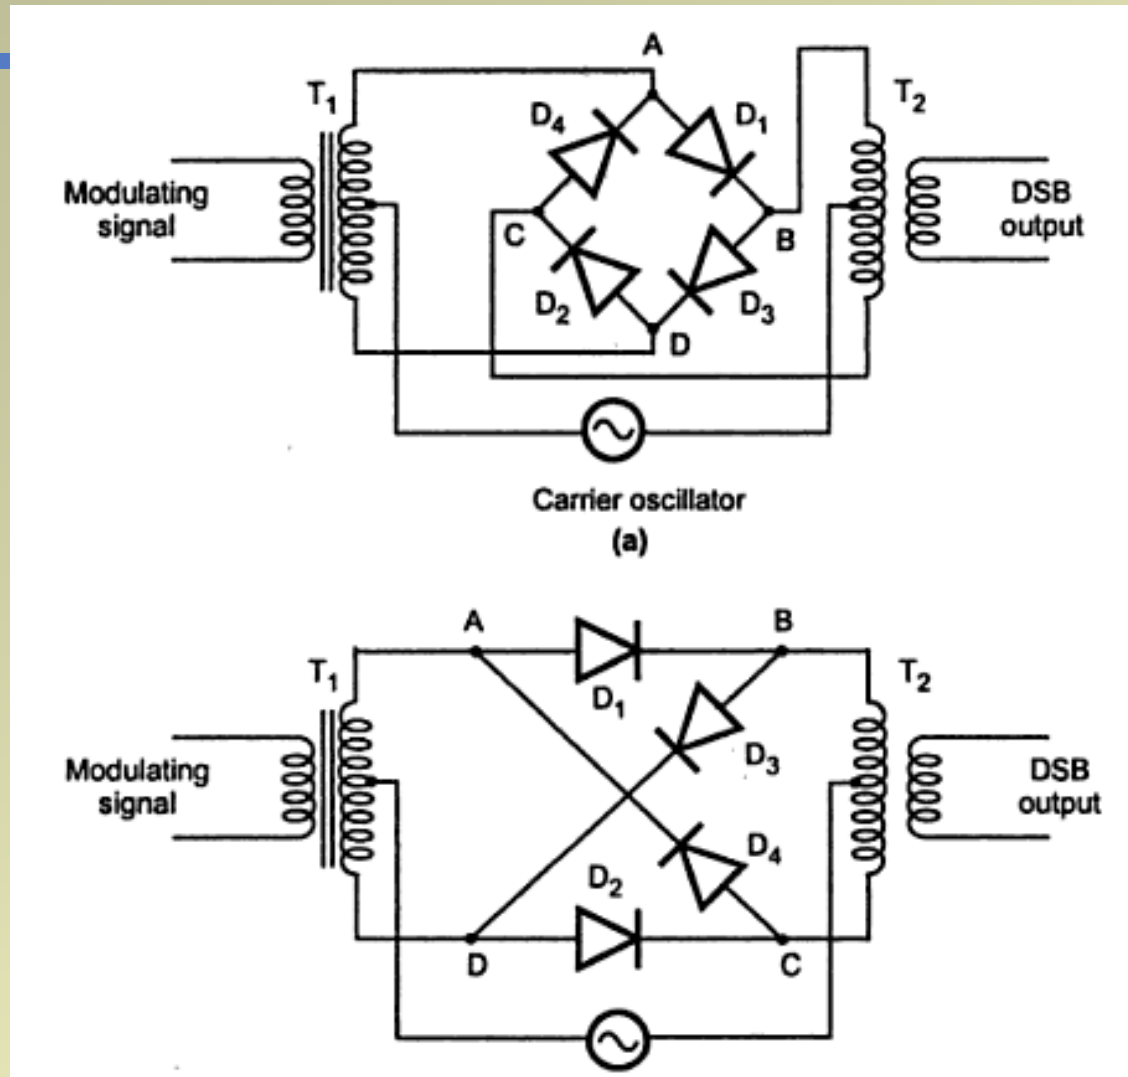 A
T1
D4
D1
T2
Modulating
signal
DSB
output
C
B
D2
D3
D
Carrier oscillator
(a)
A
B
T1
D1
T2
D3
Modulating
signal
DSB
output
D4
D2
D
C